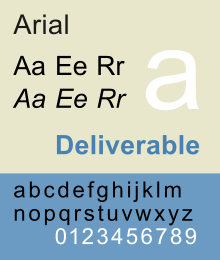 Arial
Aa Ee Rr
a
Aa Ee Rr
Deliverable
abcdefghijklm
nopqrstuvwxyz
0123456789